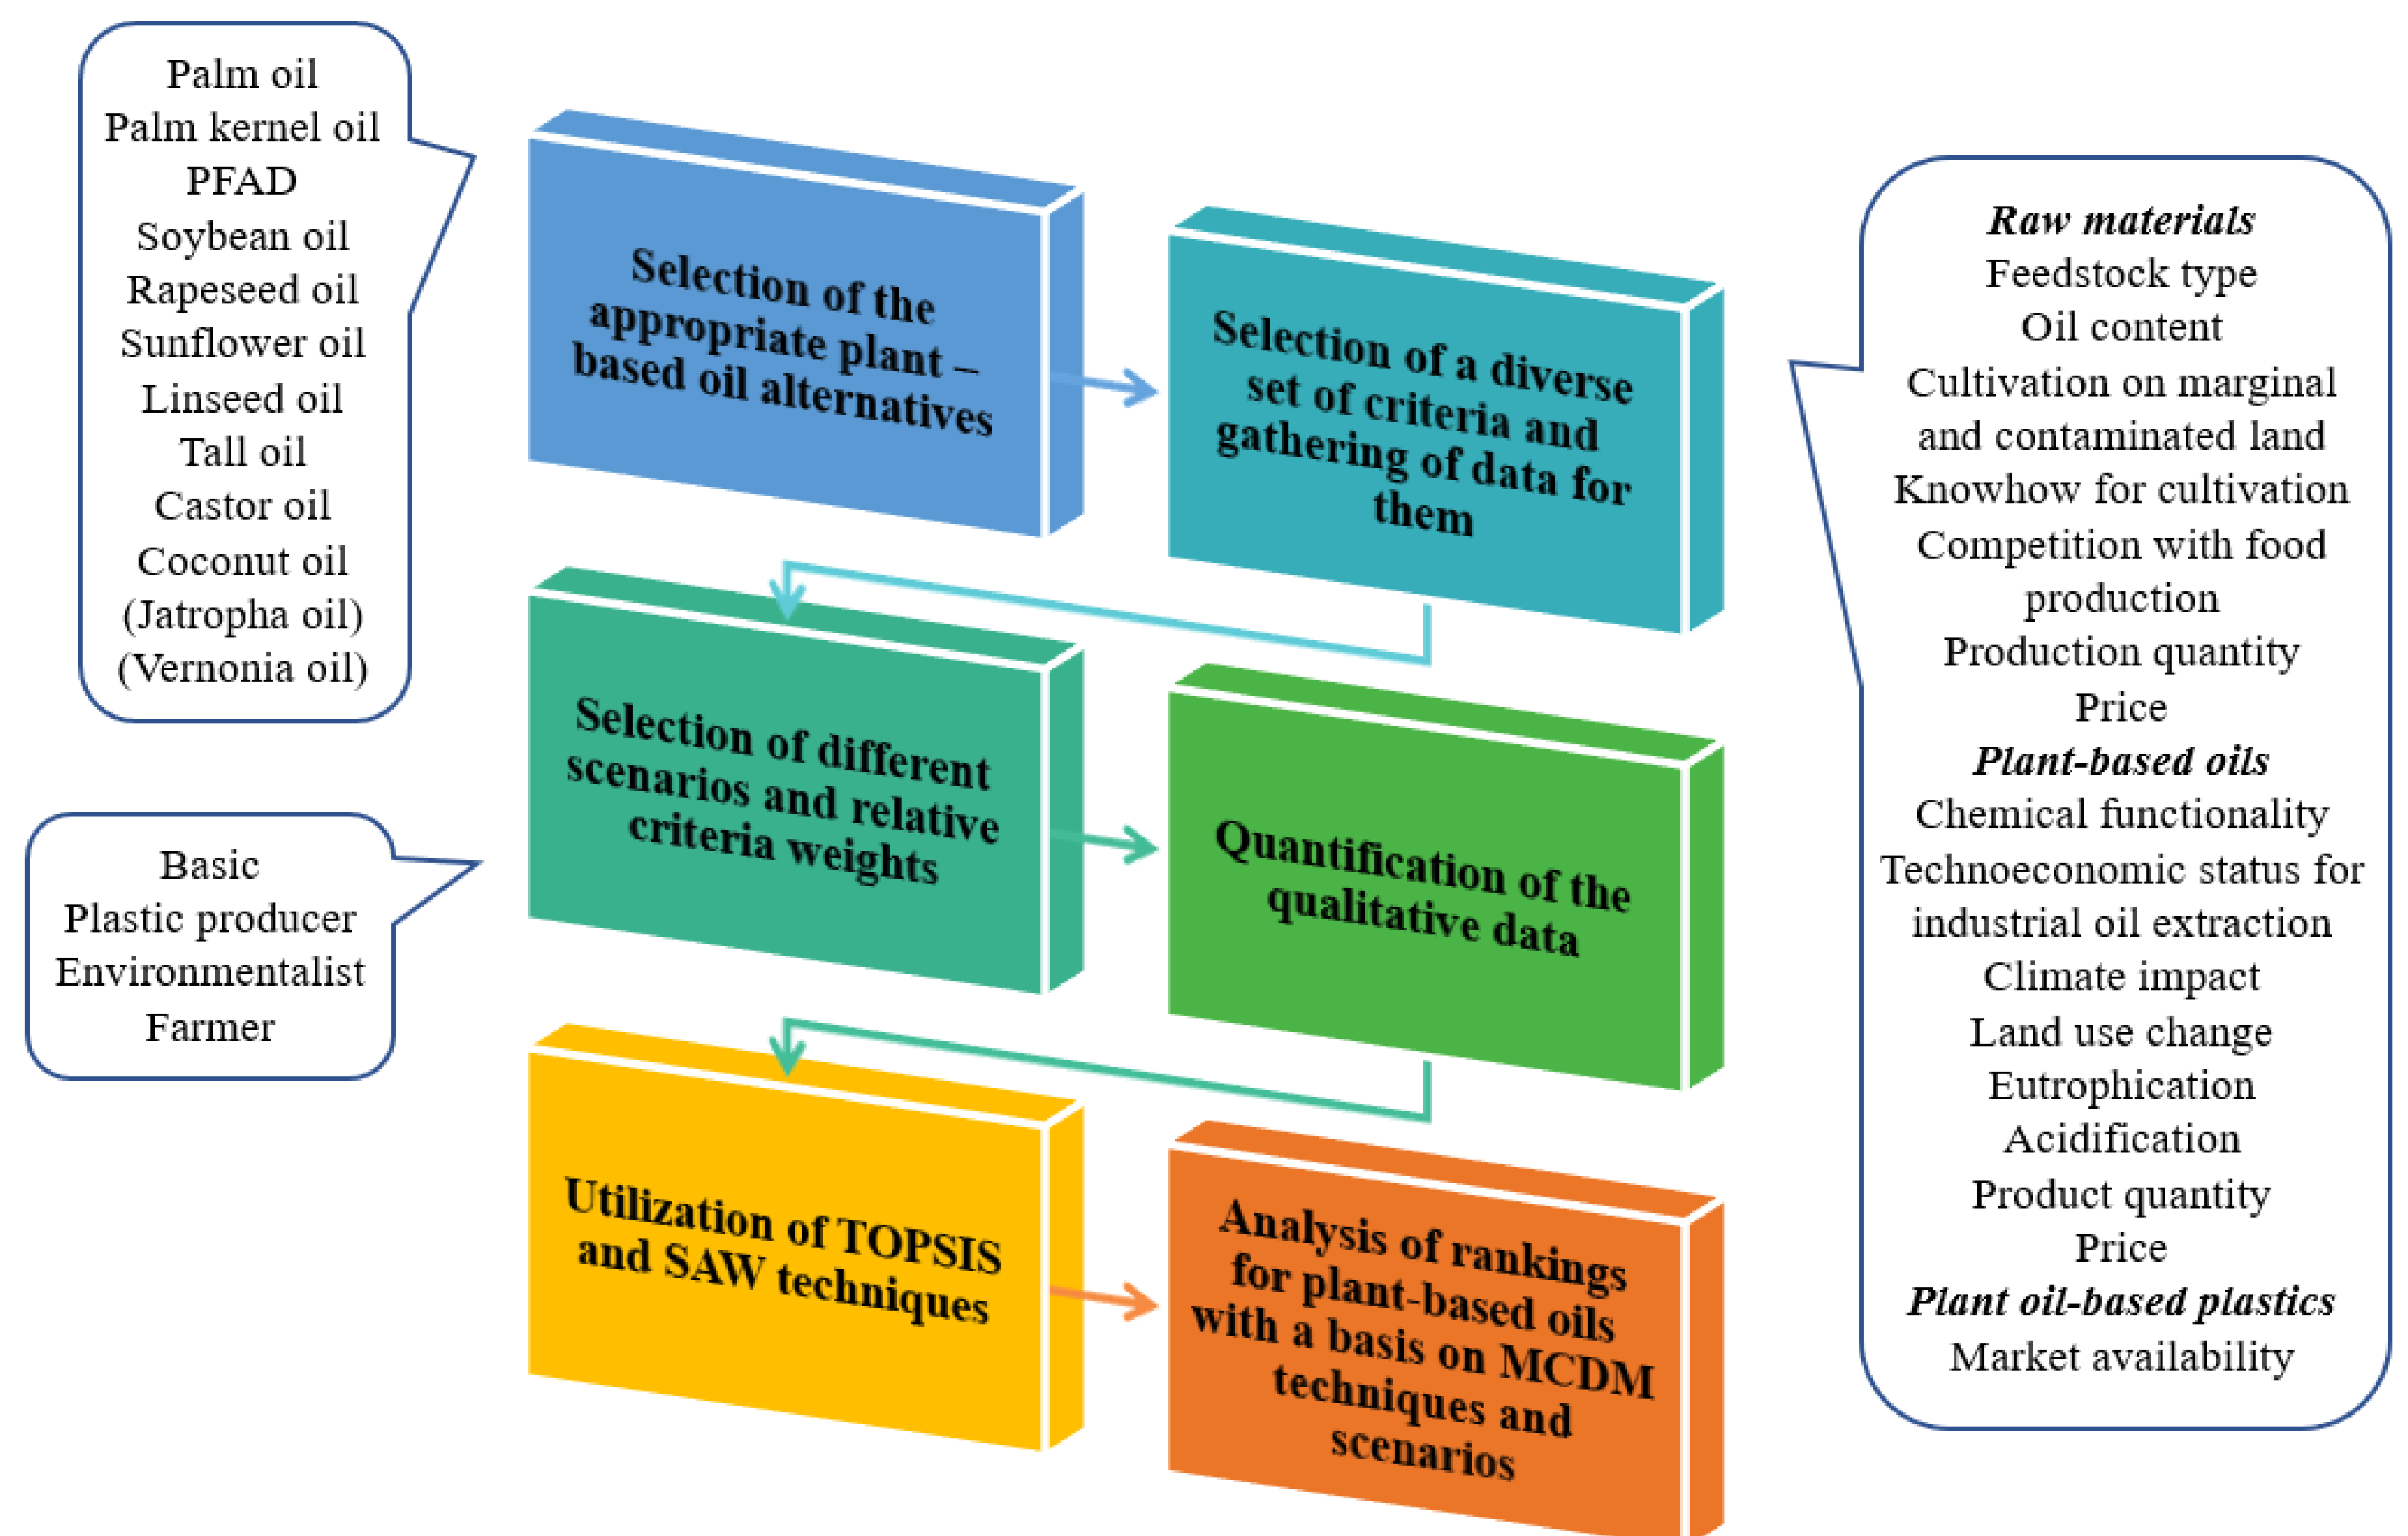 Palm oil
Palm kernel oil
PFAD
Soybean oil
Rapeseed oil
Sunflower oil
Linseed oil
Tall oil
Castor oil
Coconut oil
(Jatropha oil)
(Vernonia oil)
Selection of the
appropriate plant –
based oil alternatives
Selection of a diverse
set of criteria and
gathering of data for
them
Raw materials
Feedstock type
Oil content
Cultivation on marginal
and contaminated land
Knowhow for cultivation
Competition with food
production
Production quantity
Price
Plant-based oils
Chemical functionality
Technoeconomic status for
industrial oil extraction
Climate impact
Land use change
Eutrophication
Acidification
Product quantity
Price
Plant oil-based plastics
Market availability
Basic
Plastic producer
Environmentalist
Farmer
Selection of different
scenarios and relative
criteria weights
Quantification of the
qualitative data
Utilization of TOPSIS
and SAW techniques
Analysis of rankings
for plant-based oils
with a basis on MCDM
techniques and
scenarios